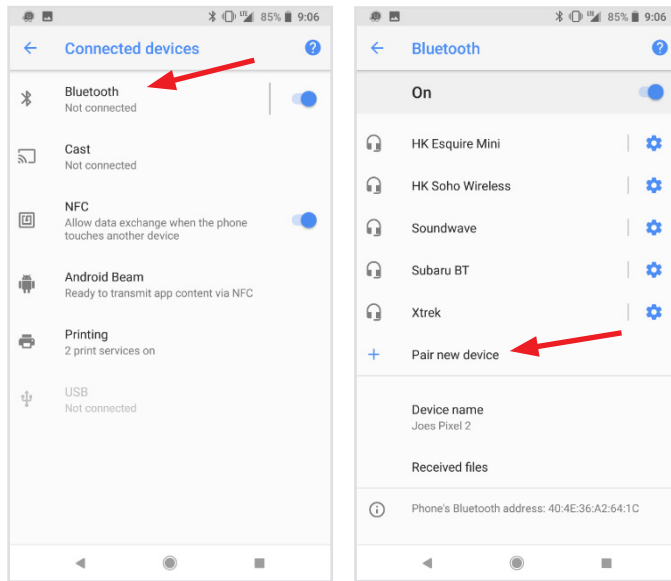 LTE 85% 9:06
Connected devices ?
Bluetooth
Not connected
Cast
Not connected
NFC
Allow data exchange when the phone
touches another device
Android Beam
Ready to transmit app content via NFC
Printing
2 print services on
USB
Not connected
LTE 85% 9:06
Bluetooth ?
On
HK Esquire Mini
HK Soho Wireless
Soundwave
Subaru BT
Xtrek
Pair new device
Device name
Joes Pixel 2
Received files
Phone's Bluetooth address: 40:4E:36:A2:64:1C